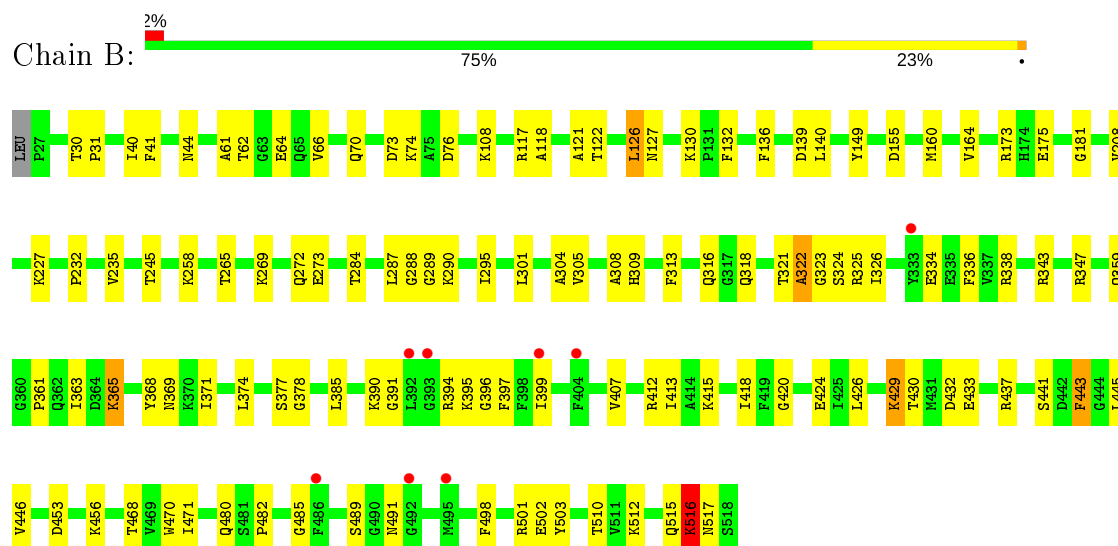 2%
Chain B:
75% 23% •
LEU P27 T30 P31 I40 F41 N44 A61 T62 G63 E64 Q65 V66 Q70 D73 K74 A75 D76 K108 R117 A118 A121 T122 L126 N127 K130 P131 F132 F136 D139 L140 Y149 D155 M160 V164 R173 H174 E175 G181
K227 P232 V235 T245 K258 T265 K269 Q272 E273 T284 L287 G288 G289 K290 I295 L301 A304 V305 A308 H309 F313 Q316 G317 Q318 T321 A322 G323 S324 R325 I326 Y333 E334 E335 F336 V337 R338 R343 R347
G360 P361 Q362 I363 D364 K365 Y368 N369 K370 I371 L374 S377 G378 L385 K390 G391 L392 G393 R394 K395 G396 F397 F398 I399 F404 V407 R412 I413 A414 K415 I418 F419 G420 E424 I425 L426 K429 T430 M431 D432 E433 R437 S441 D442 F443 G444 L445
V446 D453 K456 T468 V469 W470 I471 Q480 S481 P482 G485 F486 S489 G490 N491 G492 M495 F498 R501 E502 Y503 T510 V511 K512 Q515 K516 N517 S518